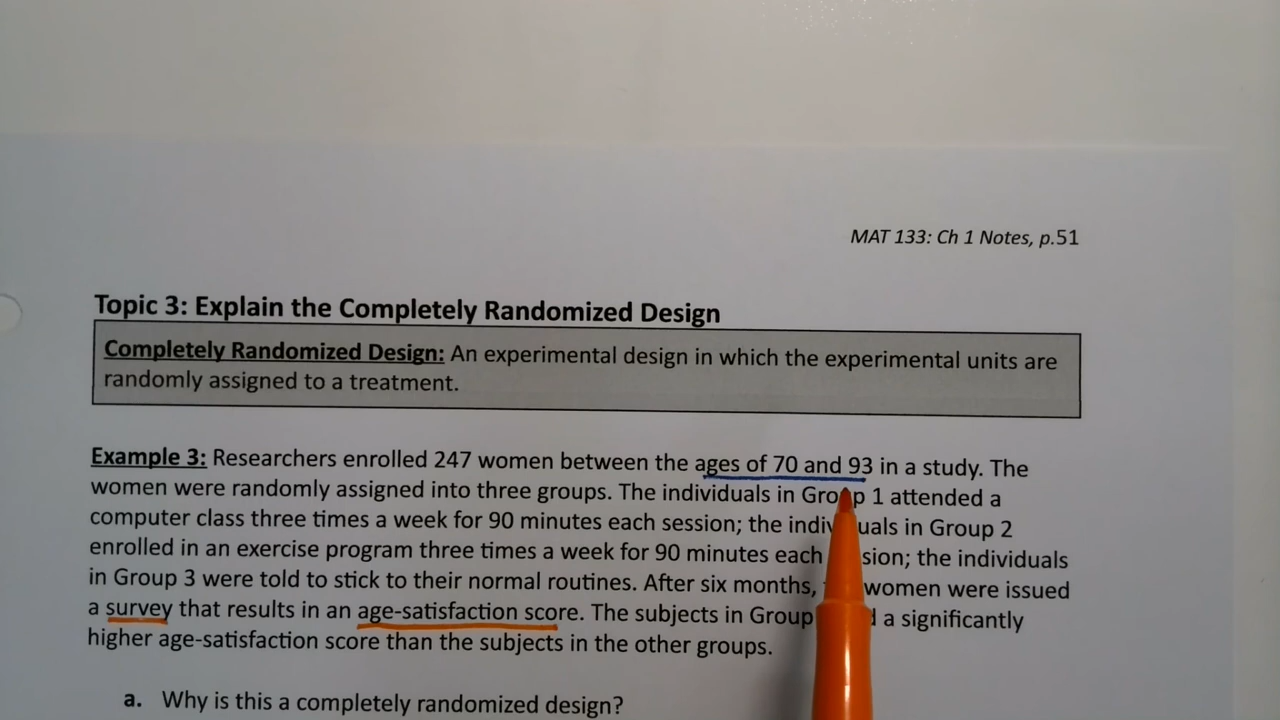 MAT 133: Ch 1 Notes, p.51
Topic 3: Explain the Completely Randomized Design
Completely Randomized Design: An experimental design in which the experimental units are
randomly assigned to a treatment.
Example 3: Researchers enrolled 247 women between the ages of 70 and 93 in a study. The
women were randomly assigned into three groups. The individuals in Group 1 attended a
computer class three times a week for 90 minutes each session; the individuals in Group 2
enrolled in an exercise program three times a week for 90 minutes each session; the individuals
in Group 3 were told to stick to their normal routines. After six months, women were issued
a survey that results in an age-satisfaction score. The subjects in Group a significantly
higher age-satisfaction score than the subjects in the other groups.
a. Why is this a completely randomized design?